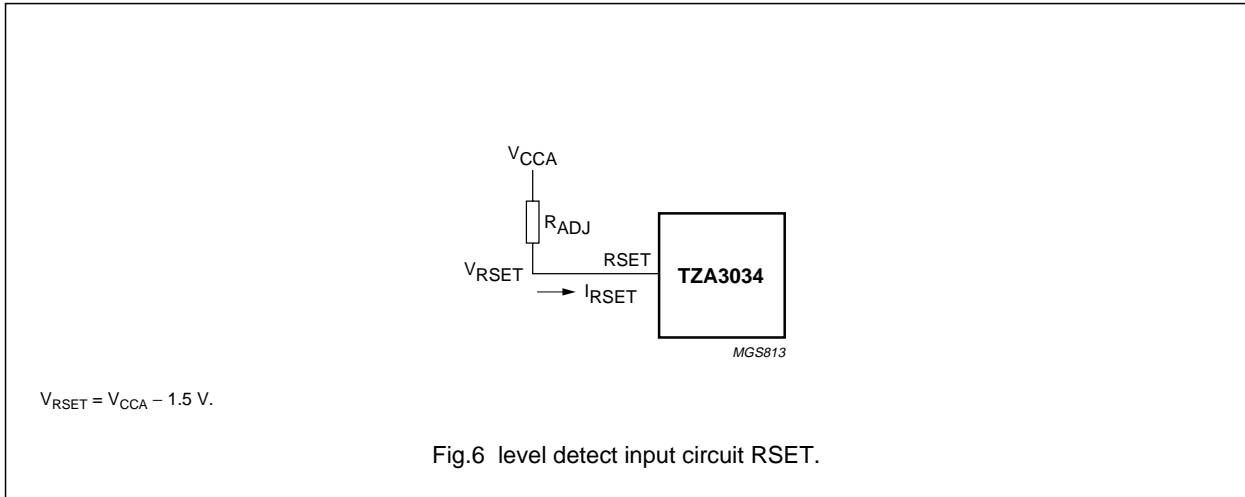 VCCA
RADJ
VRSET
RSET
IRSET
TZA3034
MGS813
VRSET = VCCA − 1.5 V.
Fig.6 level detect input circuit RSET.